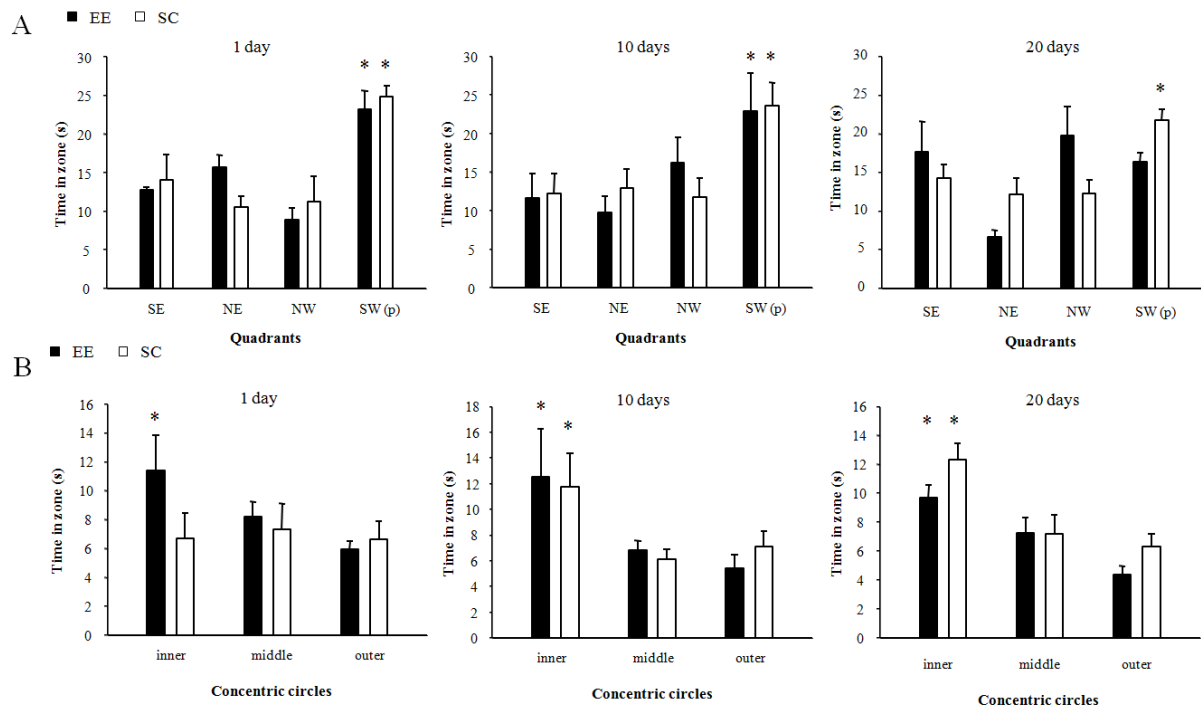 A
EE SC
1 day
10 days
20 days
* *
* *
*
30
25
20
15
10
5
0
Time in zone (s)
SE NE NW SW (p)
Quadrants
30
25
20
15
10
5
0
Time in zone (s)
SE NE NW SW (p)
Quadrants
30
25
20
15
10
5
0
Time in zone (s)
SE NE NW SW (p)
Quadrants
EE SC
B
1 day
10 days
20 days
*
* *
* *
16
14
12
10
8
6
4
2
0
Time in zone (s)
inner middle outer
Concentric circles
18
16
14
12
10
8
6
4
2
0
Time in zone (s)
inner middle outer
Concentric circles
16
14
12
10
8
6
4
2
0
Time in zone (s)
inner middle outer
Concentric circles